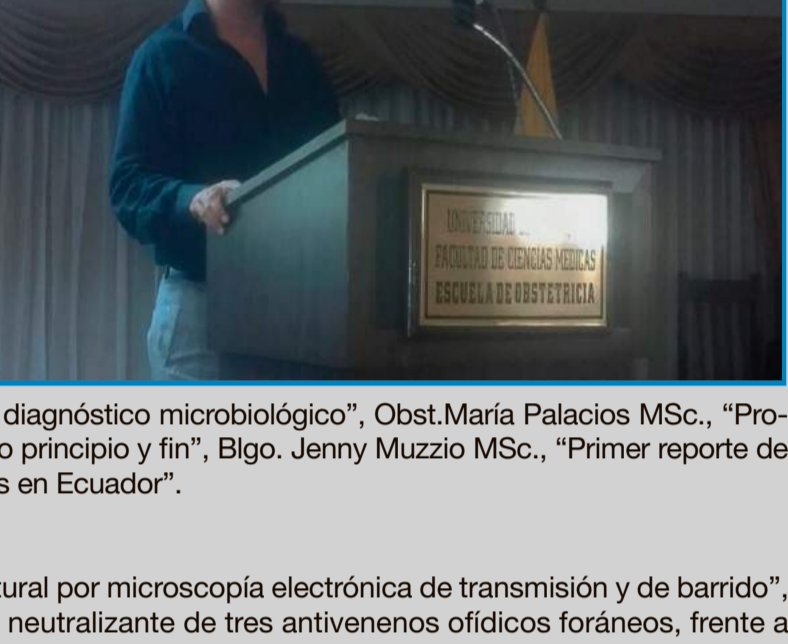 UNIVERSIDAD
FACULTAD DE CIENCIAS MEDICAS
ESCUELA DE OBSTETRICIA
diagnóstico microbiológico”, Obst.María Palacios MSc., “Pro-
o principio y fin”, Blgo. Jenny Muzzio MSc., “Primer reporte de
s en Ecuador”.
tural por microscopía electrónica de transmisión y de barrido”,
neutralizante de tres antivenenos ofídicos foráneos, frente a